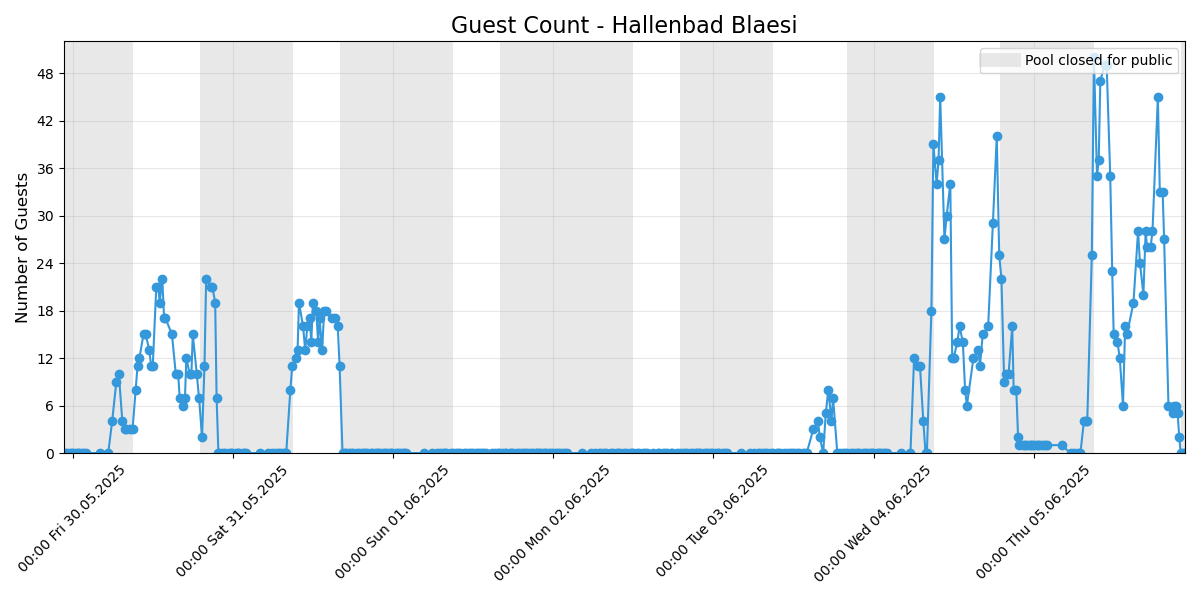 Guest Count - Hallenbad Blaesi
Pool closed for public
Number of Guests
48
42
36
30
24
18
12
6
0
00:00 Fri 30.05.2025
00:00 Sat 31.05.2025
00:00 Sun 01.06.2025
00:00 Mon 02.06.2025
00:00 Tue 03.06.2025
00:00 Wed 04.06.2025
00:00 Thu 05.06.2025